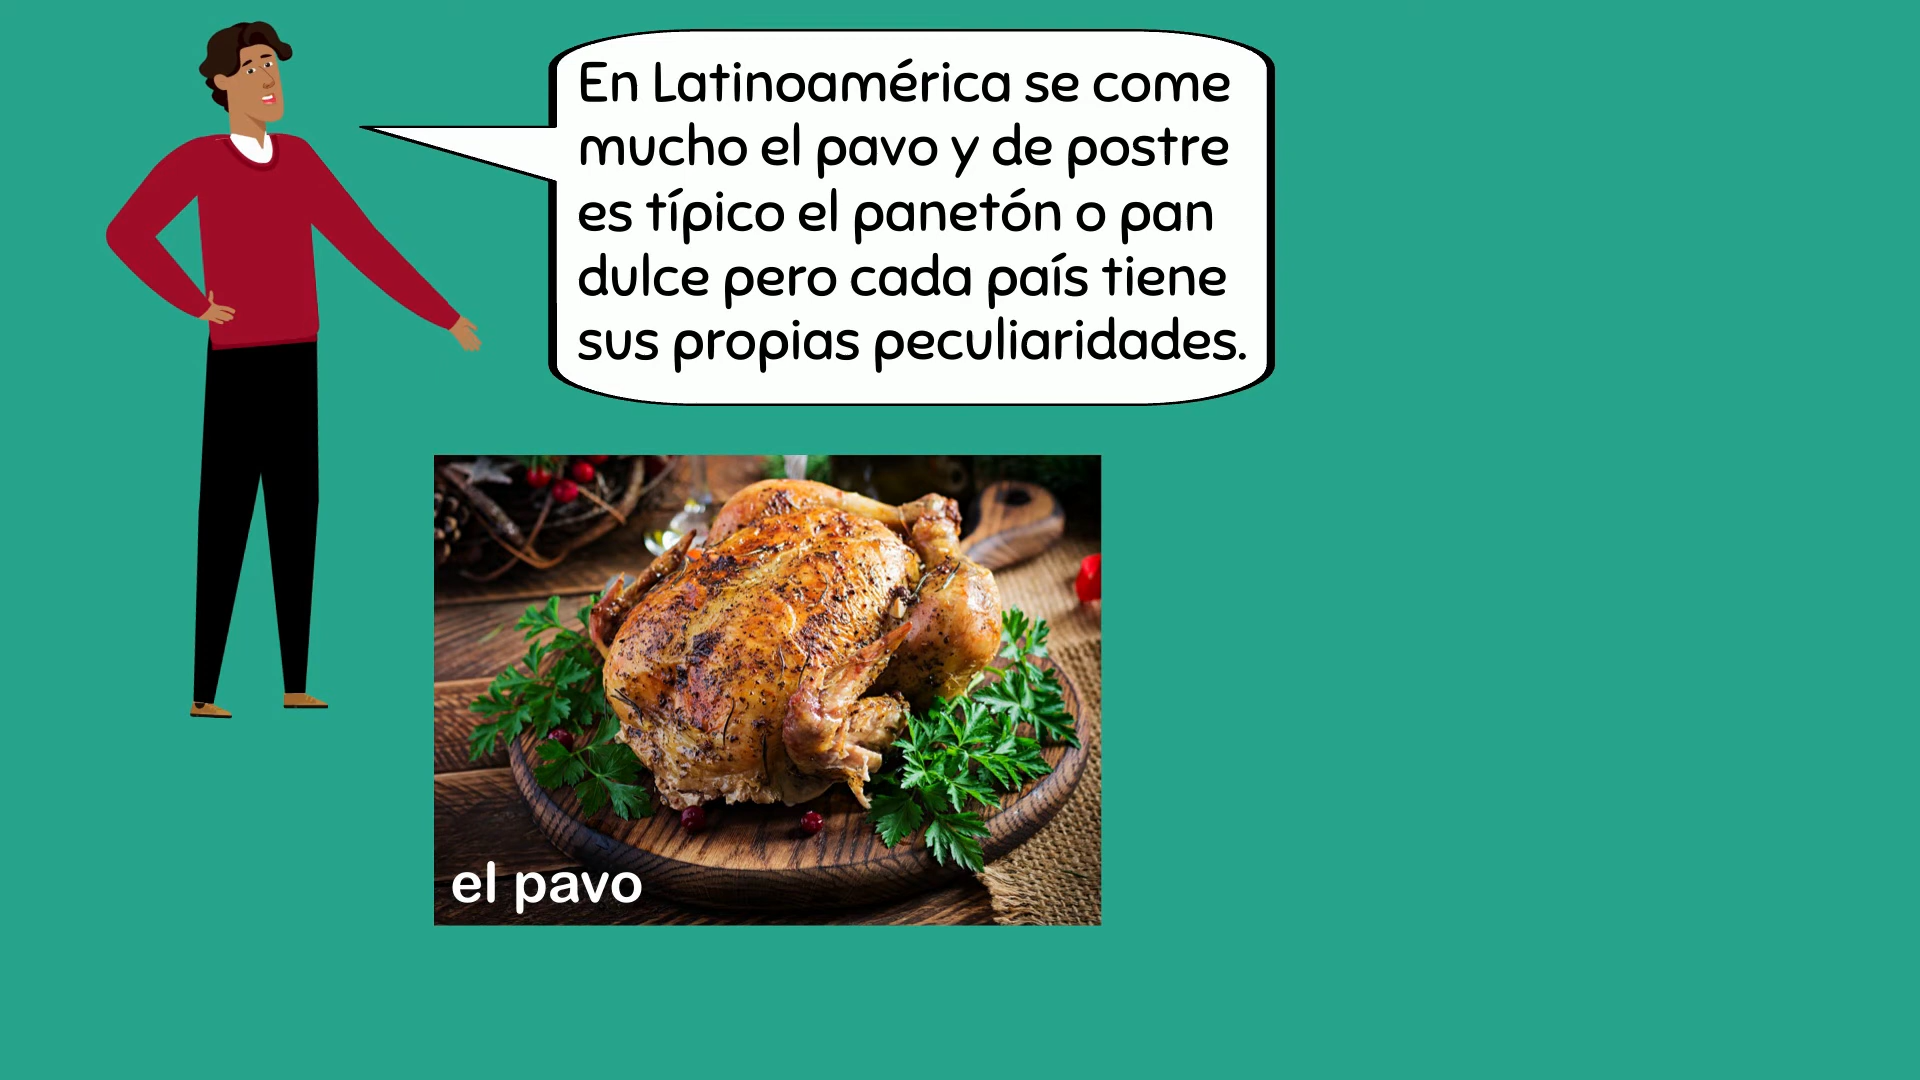 En Latinoamérica se come
mucho el pavo y de postre
es típico el panetón o pan
dulce pero cada país tiene
sus propias peculiaridades.
el pavo